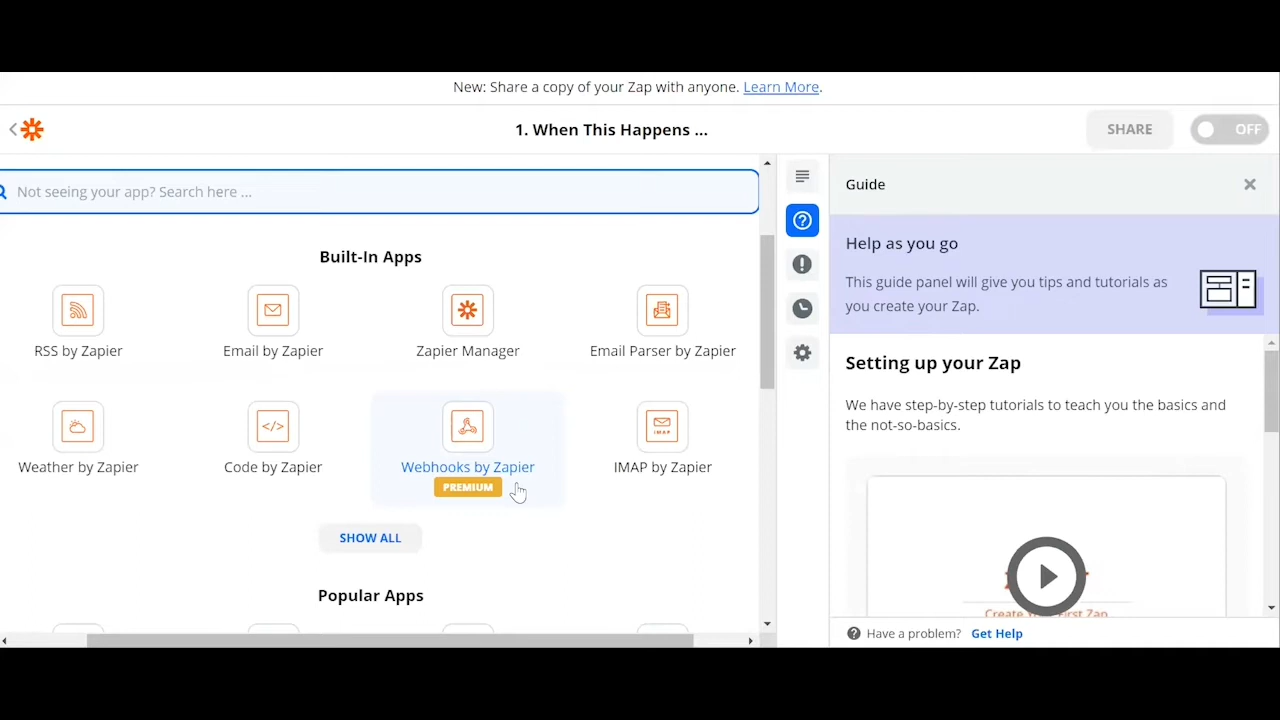 New: Share a copy of your Zap with anyone. Learn More.
1. When This Happens ...
SHARE
OFF
Not seeing your app? Search here ...
Built-In Apps
RSS by Zapier
Email by Zapier
Zapier Manager
Email Parser by Zapier
IMAP
Weather by Zapier
Code by Zapier
Webhooks by Zapier
IMAP by Zapier
PREMIUM
SHOW ALL
Popular Apps
Guide
Help as you go
This guide panel will give you tips and tutorials as
you create your Zap.
Setting up your Zap
We have step-by-step tutorials to teach you the basics and
the not-so-basics.
Create Your First Zap
Have a problem? Get Help